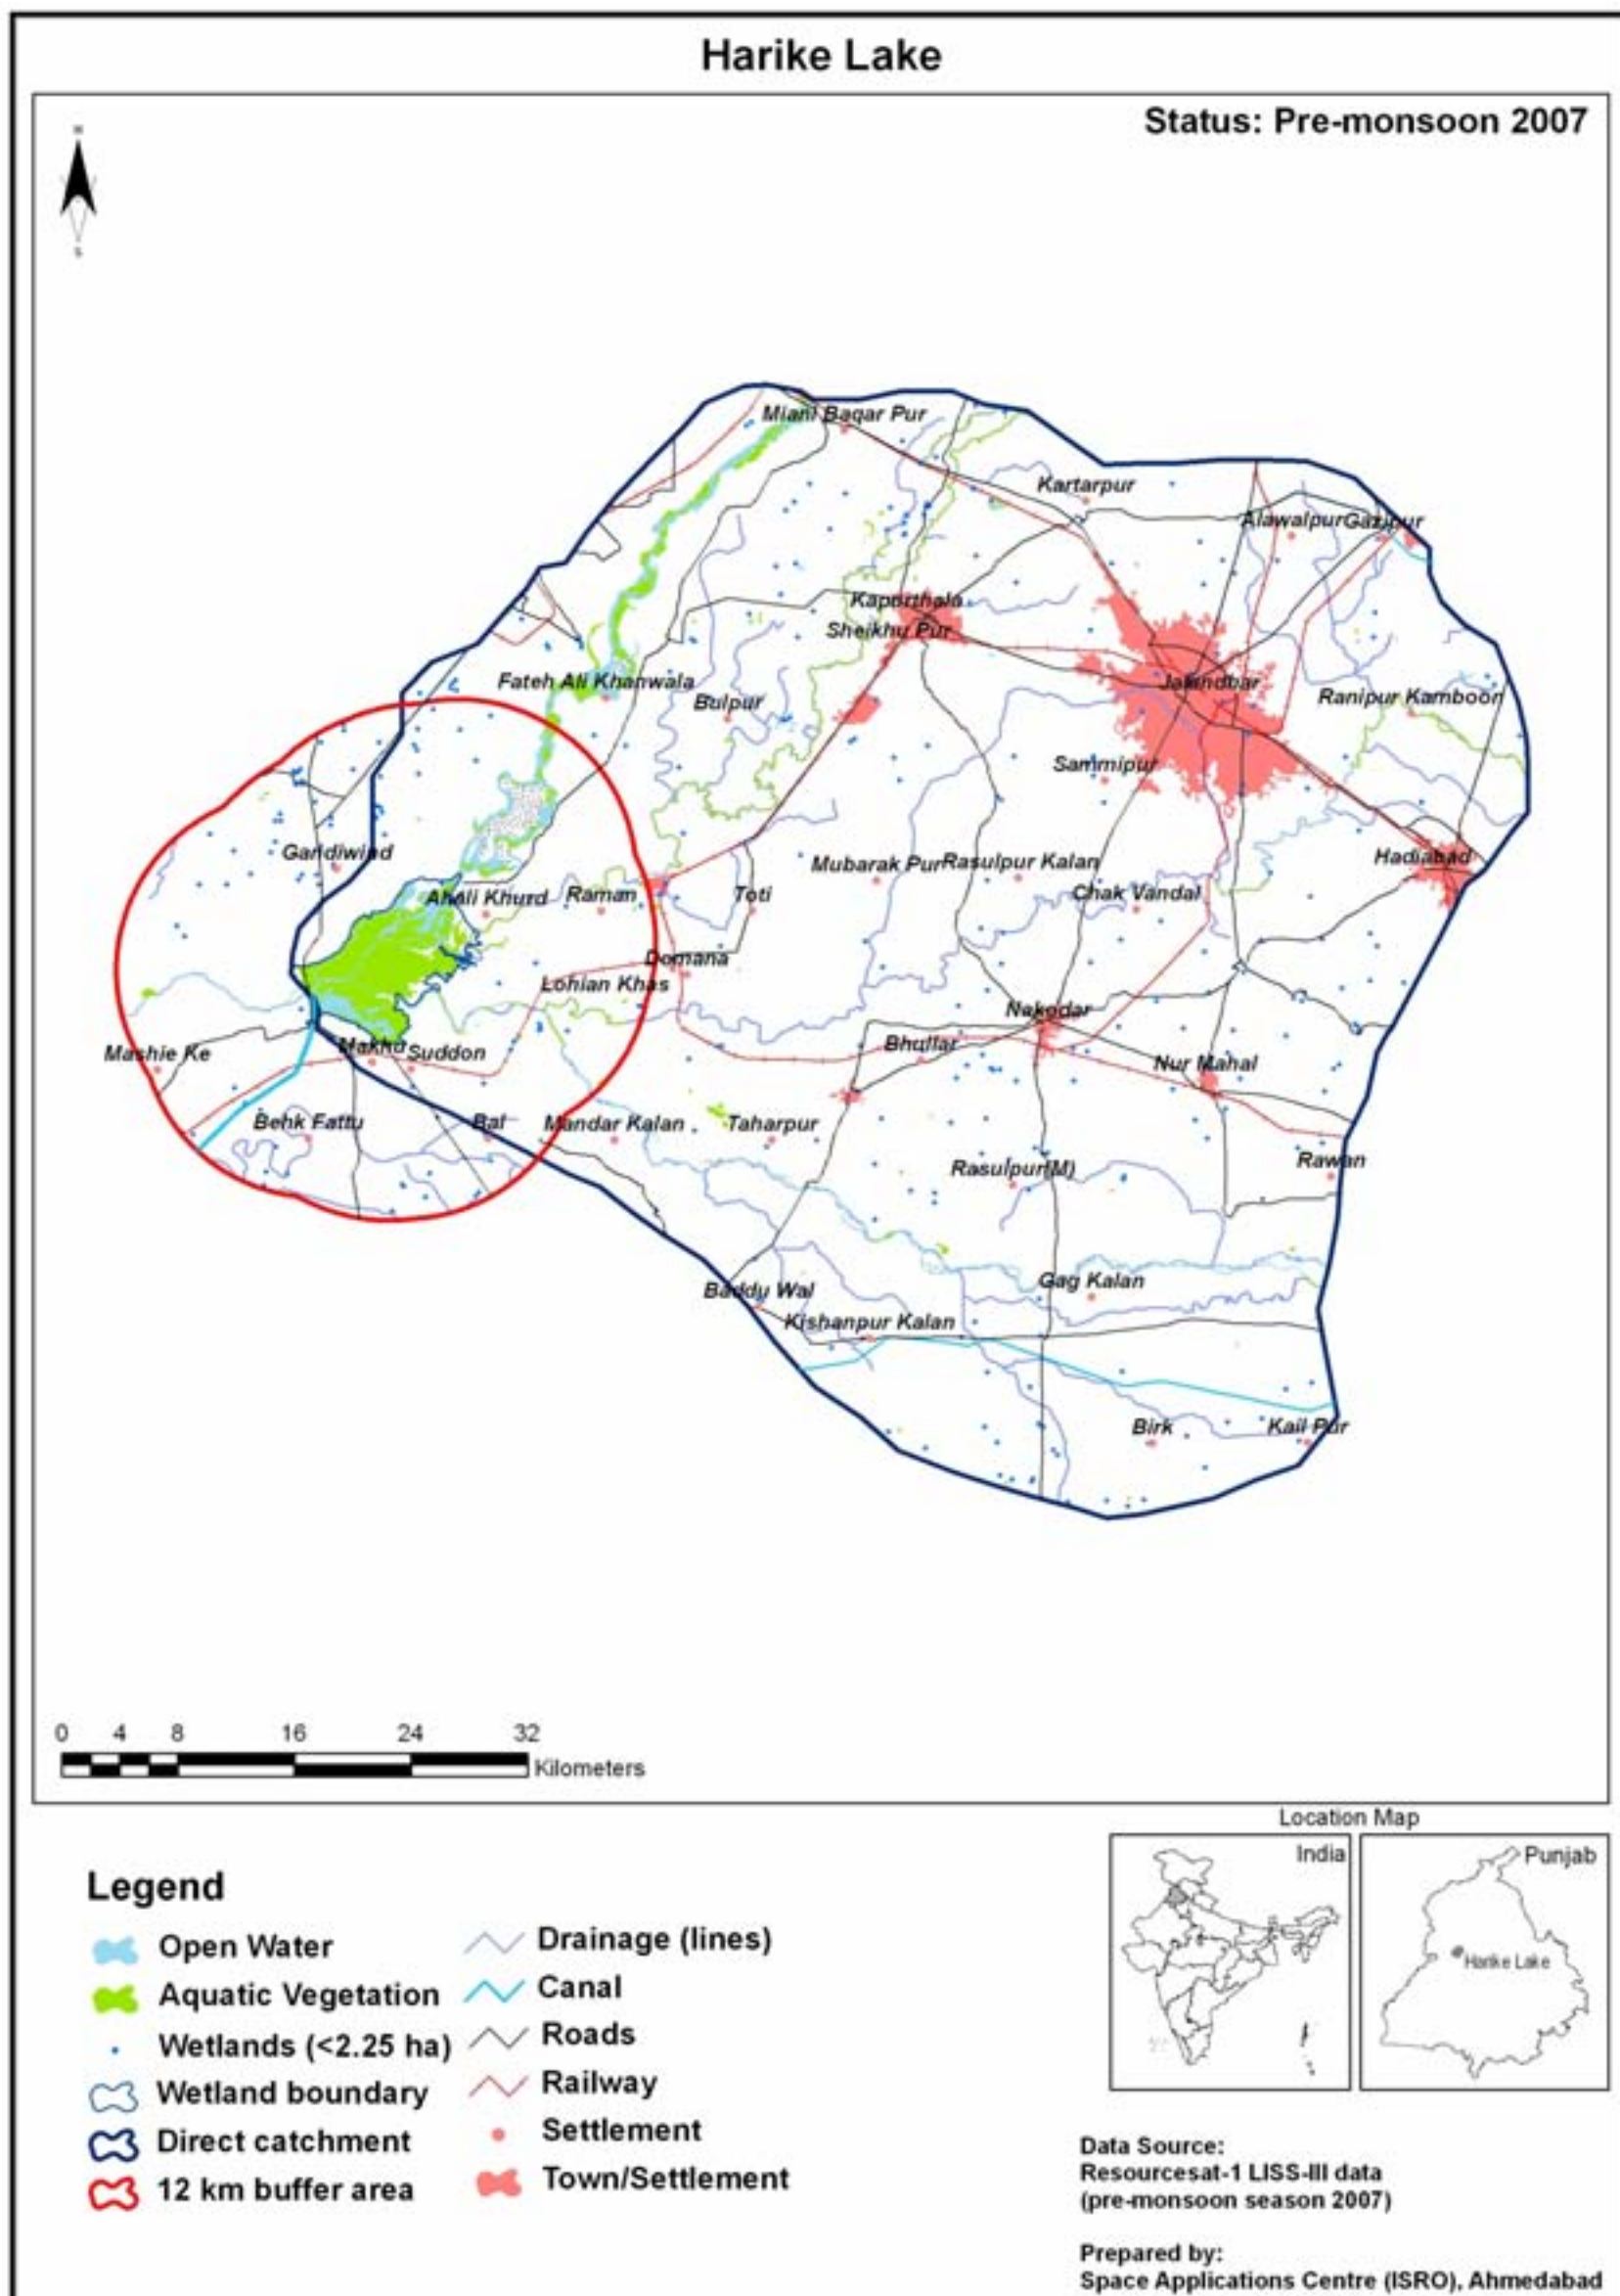 Harike Lake
Status: Pre-monsoon 2007
N
S
Miani Baqar Pur
Kartarpur
Alawalpur
Gazipur
Kapurthala
Sheikhu Pur
Fateh Ali Khanwala
Bulpur
Jalandhar
Ranipur Kamboon
Sammipur
Gandiwind
Mubarak Pur
Rasulpur Kalan
Hadiabad
Ahali Khurd
Raman
Toti
Chak Vandal
Domana
Lohian Khas
Nakodar
Mashie Ke
Makhu
Suddon
Bhullar
Nur Mahal
Behk Fattu
Bal
Mandar Kalan
Taharpur
Rasulpur(M)
Rawan
Baddu Wal
Gag Kalan
Kishanpur Kalan
Birk
Kail Pur
0 4 8 16 24 32
Kilometers
Location Map
India
Punjab
Harike Lake
Legend
Open Water
Aquatic Vegetation
Wetlands (<2.25 ha)
Wetland boundary
Direct catchment
12 km buffer area
Drainage (lines)
Canal
Roads
Railway
Settlement
Town/Settlement
Data Source:
Resourcesat-1 LISS-III data
(pre-monsoon season 2007)
Prepared by:
Space Applications Centre (ISRO), Ahmedabad